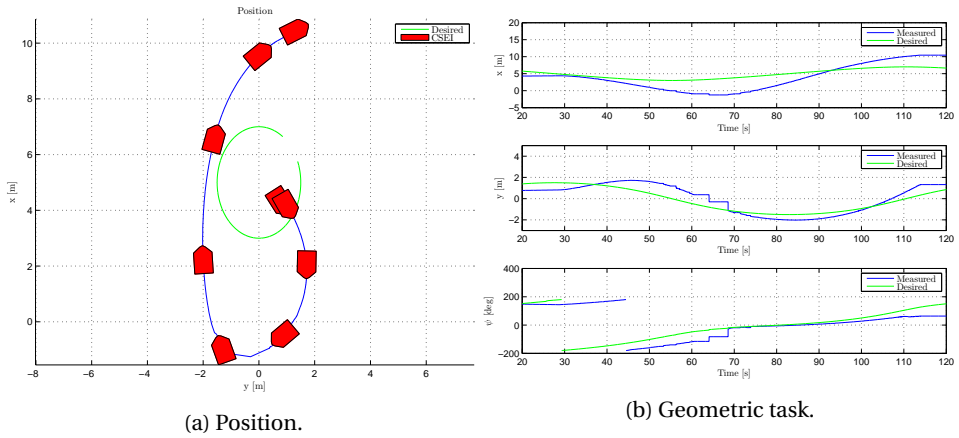 Position
Desired
CSEI
x [m]
10
8
6
4
2
0
−8
−6
−4
−2
0
2
4
6
y [m]
(a) Position.
Measured
Desired
x [m]
20
15
10
5
0
−5
20 30 40 50 60 70 80 90 100 110 120
Time [s]
Measured
Desired
y [m]
4
2
0
−2
20 30 40 50 60 70 80 90 100 110 120
Time [s]
Measured
Desired
ψ [deg]
400
200
0
−200
20 30 40 50 60 70 80 90 100 110 120
Time [s]
(b) Geometric task.